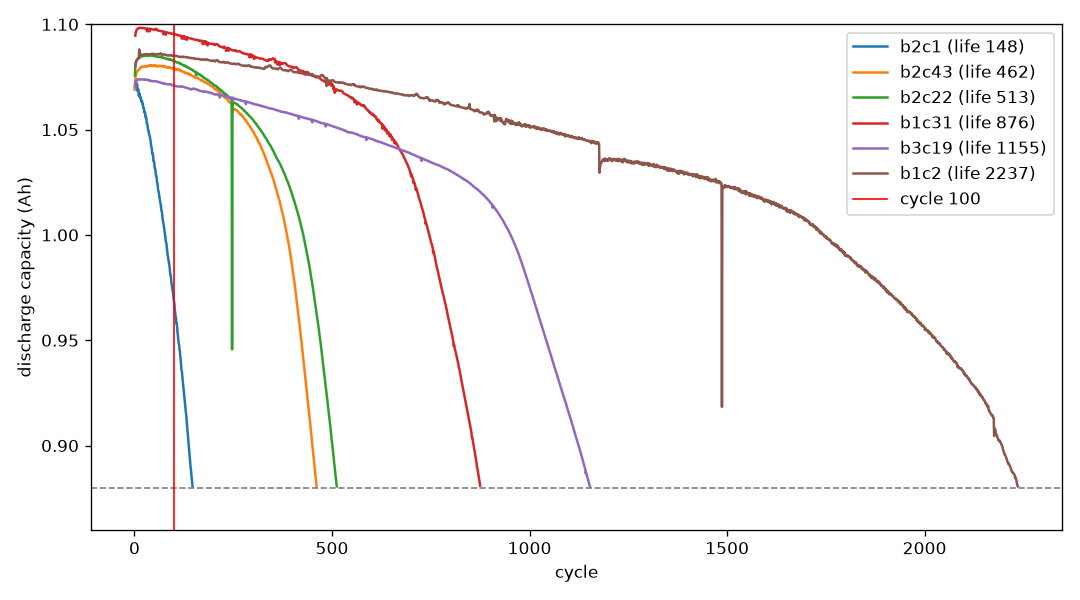 1.10
1.05
1.00
0.95
0.90
discharge capacity (Ah)
0
500
1000
1500
2000
cycle
b2c1 (life 148)
b2c43 (life 462)
b2c22 (life 513)
b1c31 (life 876)
b3c19 (life 1155)
b1c2 (life 2237)
cycle 100